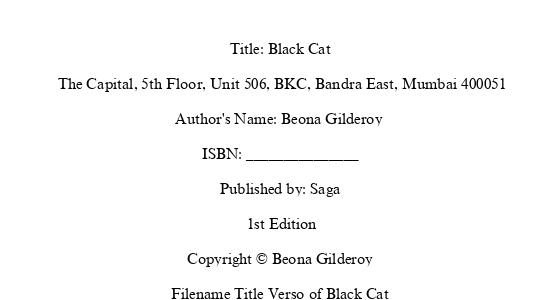 Title: Black Cat
The Capital, 5th Floor, Unit 506, BKC, Bandra East, Mumbai 400051
Author's Name: Beona Gilderoy
ISBN: _______________
Published by: Saga
1st Edition
Copyright © Beona Gilderoy
Filename Title Verso of Black Cat